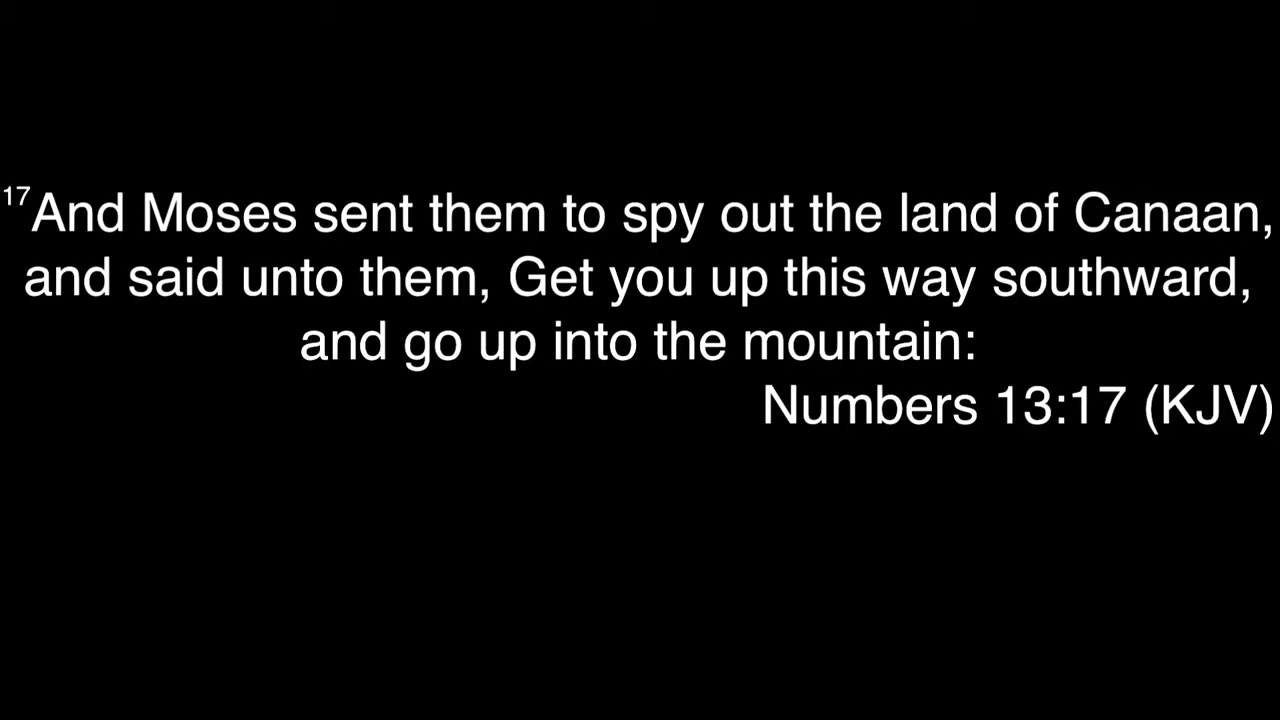 17And Moses sent them to spy out the land of Canaan,
and said unto them, Get you up this way southward,
and go up into the mountain:
Numbers 13:17 (KJV)